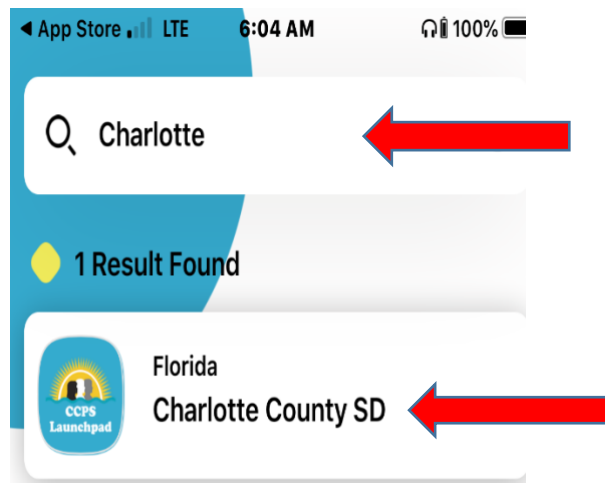 App Store LTE 6:04 AM 100%
Charlotte
1 Result Found
Florida
Charlotte County SD
CCPS
Launchpad